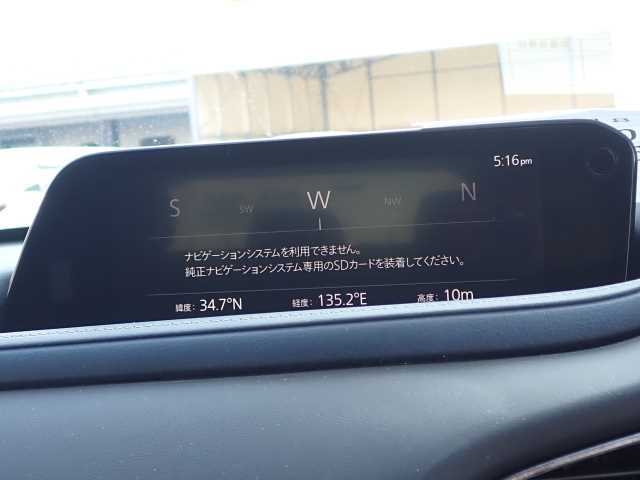 5:16pm
S SW W NW N
ナビゲーションシステムを利用できません。
純正ナビゲーションシステム専用のSDカードを装着してください。
緯度: 34.7°N 経度: 135.2°E 高度: 10m